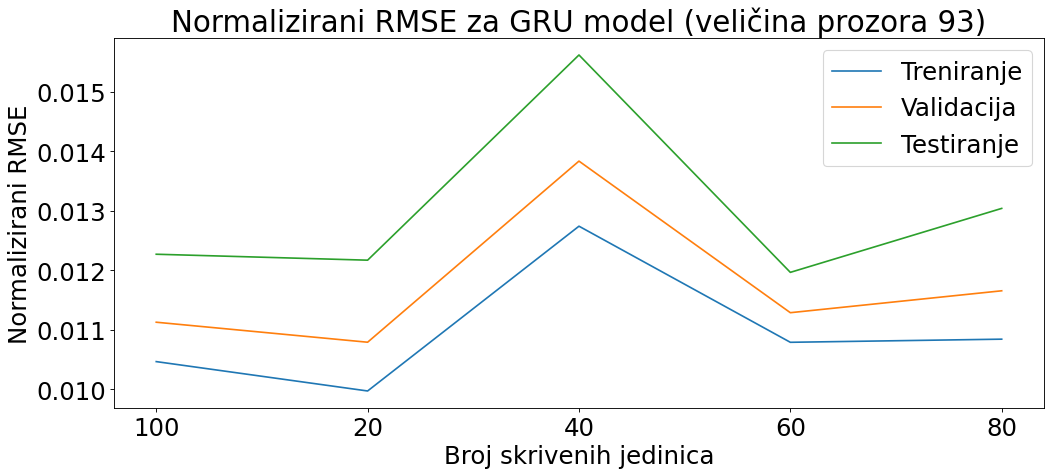 Normalizirani RMSE za GRU model (veličina prozora 93)
Treniranje
Validacija
Testiranje
Normalizirani RMSE
0.015
0.014
0.013
0.012
0.011
0.010
100 20 40 60 80
Broj skrivenih jedinica